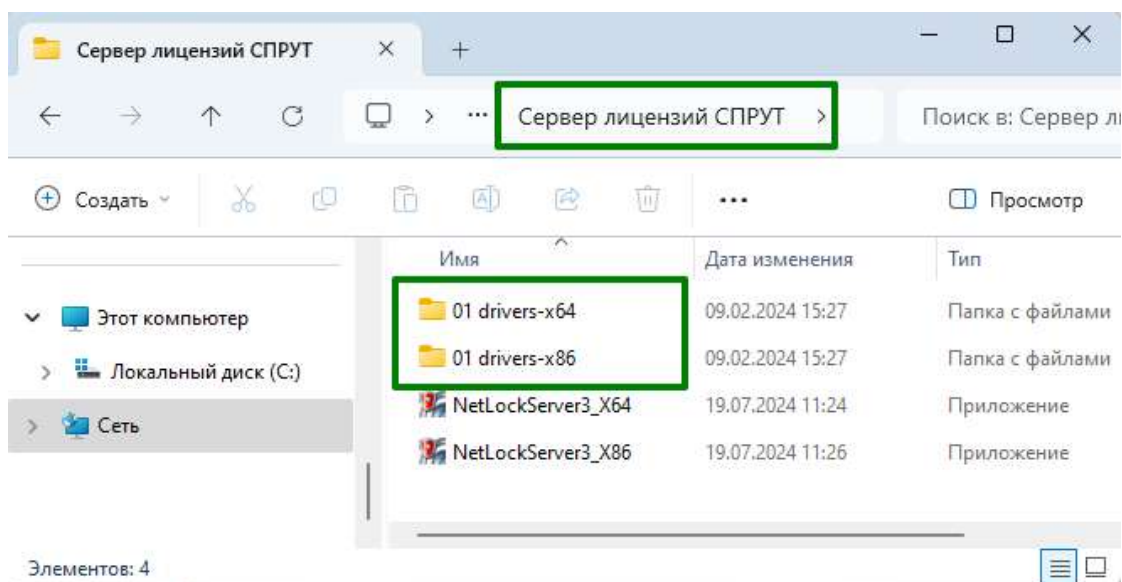 Сервер лицензий СПРУТ
Сервер лицензий СПРУТ
Поиск в: Сервер
Создать
Просмотр
Имя Дата изменения Тип
01 drivers-x64 09.02.2024 15:27 Папка с файлами
01 drivers-x86 09.02.2024 15:27 Папка с файлами
NetLockServer3_X64 19.07.2024 11:24 Приложение
NetLockServer3_X86 19.07.2024 11:26 Приложение
Этот компьютер
Локальный диск (C:)
Сеть
Элементов: 4